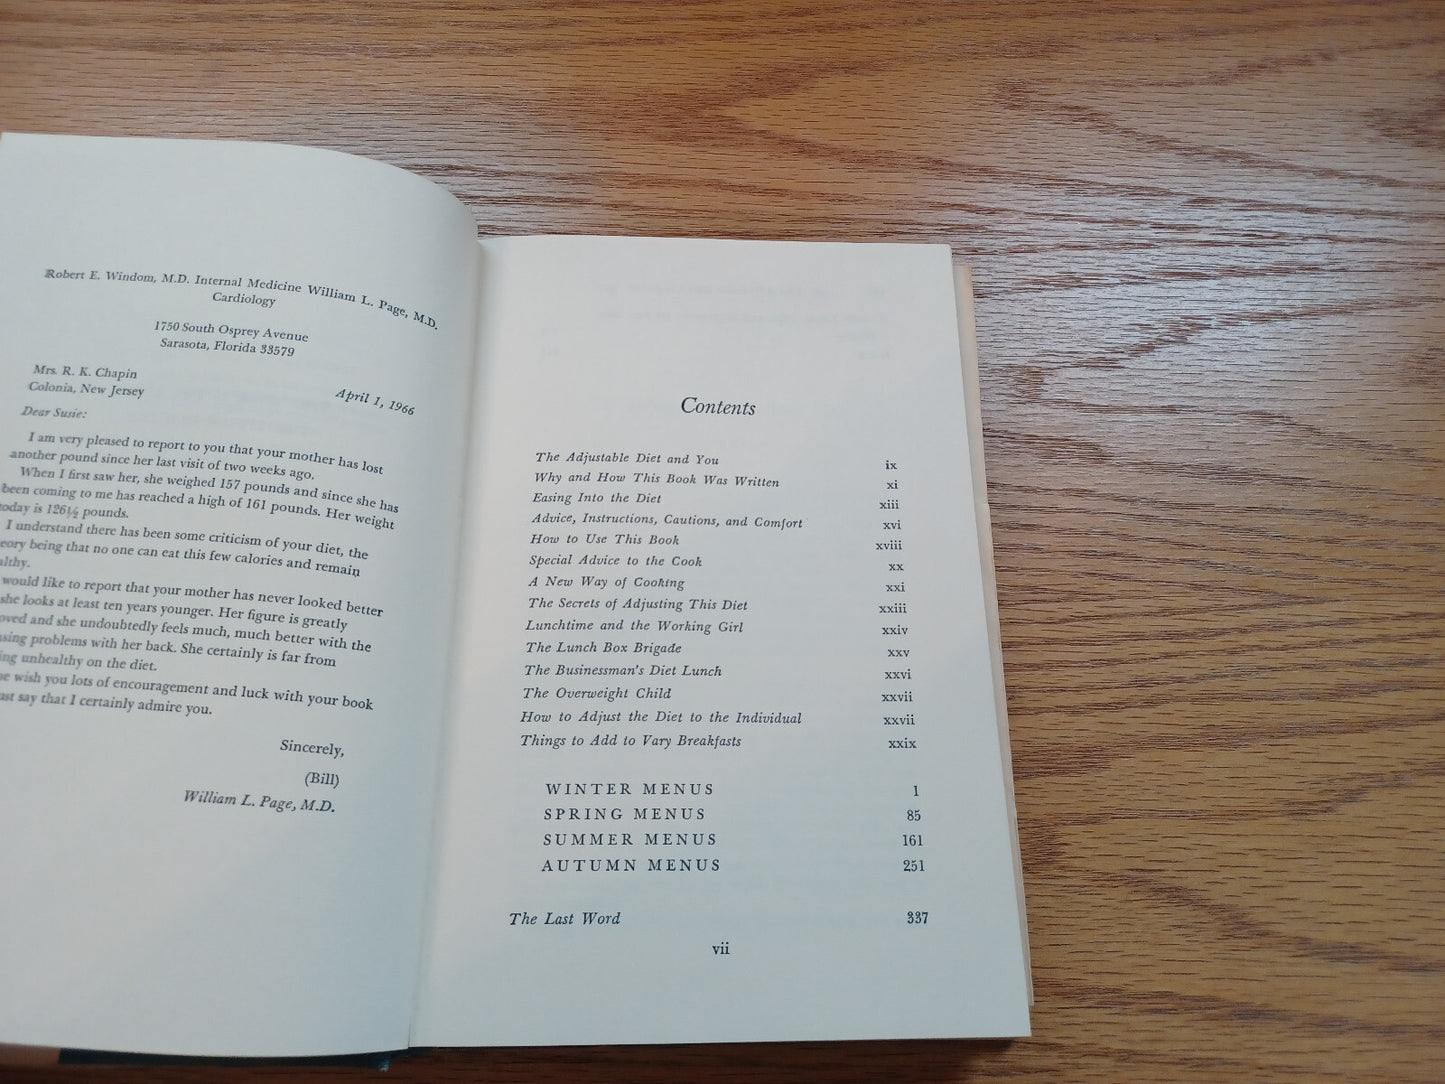 Robert E. Windom, M.D. Internal Medicine William L. Page, M.D.
Cardiology
1750 South Osprey Avenue
Sarasota, Florida 33579
Mrs. R. K. Chapin
Colonia, New Jersey
April 1, 1966
Dear Susie:
I am very pleased to report to you that your mother has lost
another pound since her last visit of two weeks ago.
When I first saw her, she weighed 157 pounds and since she has
been coming to me has reached a high of 161 pounds. Her weight
today is 126½ pounds.
I understand there has been some criticism of your diet, the
eory being that no one can eat this few calories and remain
althy.
would like to report that your mother has never looked better
she looks at least ten years younger. Her figure is greatly
oved and she undoubtedly feels much, much better with the
sing problems with her back. She certainly is far from
ing unhealthy on the diet.
e wish you lots of encouragement and luck with your book
ust say that I certainly admire you.
Sincerely,
(Bill)
William L. Page, M.D.
Contents
The Adjustable Diet and You ix
Why and How This Book Was Written xi
Easing Into the Diet xiii
Advice, Instructions, Cautions, and Comfort xvi
How to Use This Book xviii
Special Advice to the Cook xx
A New Way of Cooking xxi
The Secrets of Adjusting This Diet xxiii
Lunchtime and the Working Girl xxiv
The Lunch Box Brigade xxv
The Businessman's Diet Lunch xxvi
The Overweight Child xxvii
How to Adjust the Diet to the Individual xxvii
Things to Add to Vary Breakfasts xxix
WINTER MENUS 1
SPRING MENUS 85
SUMMER MENUS 161
AUTUMN MENUS 251
The Last Word 337
vii